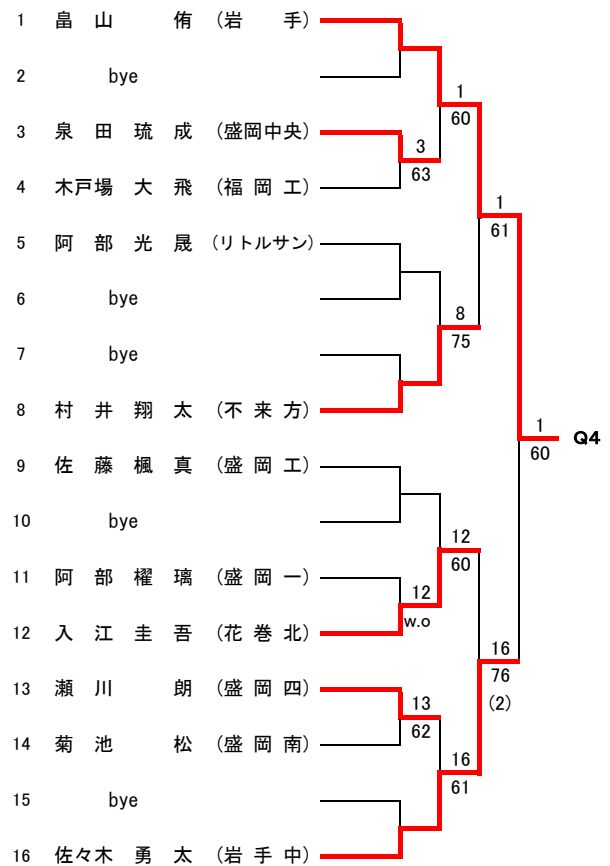 1 畠 山 侑 (岩 手)
2 bye
1
60
3 泉 田 琉 成 (盛岡中央)
3
63
4 木戸場 大 飛 (福 岡 工)
1
61
5 阿 部 光 晟 (リトルサン)
6 bye
8
75
7 bye
8 村 井 翔 太 (不 来 方)
1
60
Q4
9 佐 藤 楓 真 (盛 岡 工)
10 bye
12
60
11 阿 部 櫂 璃 (盛 岡 一)
12
w.o
12 入 江 圭 吾 (花 巻 北)
16
76
(2)
13 瀬 川 朗 (盛 岡 四)
13
62
14 菊 池 松 (盛 岡 南)
16
61
15 bye
16 佐々木 勇 太 (岩 手 中)